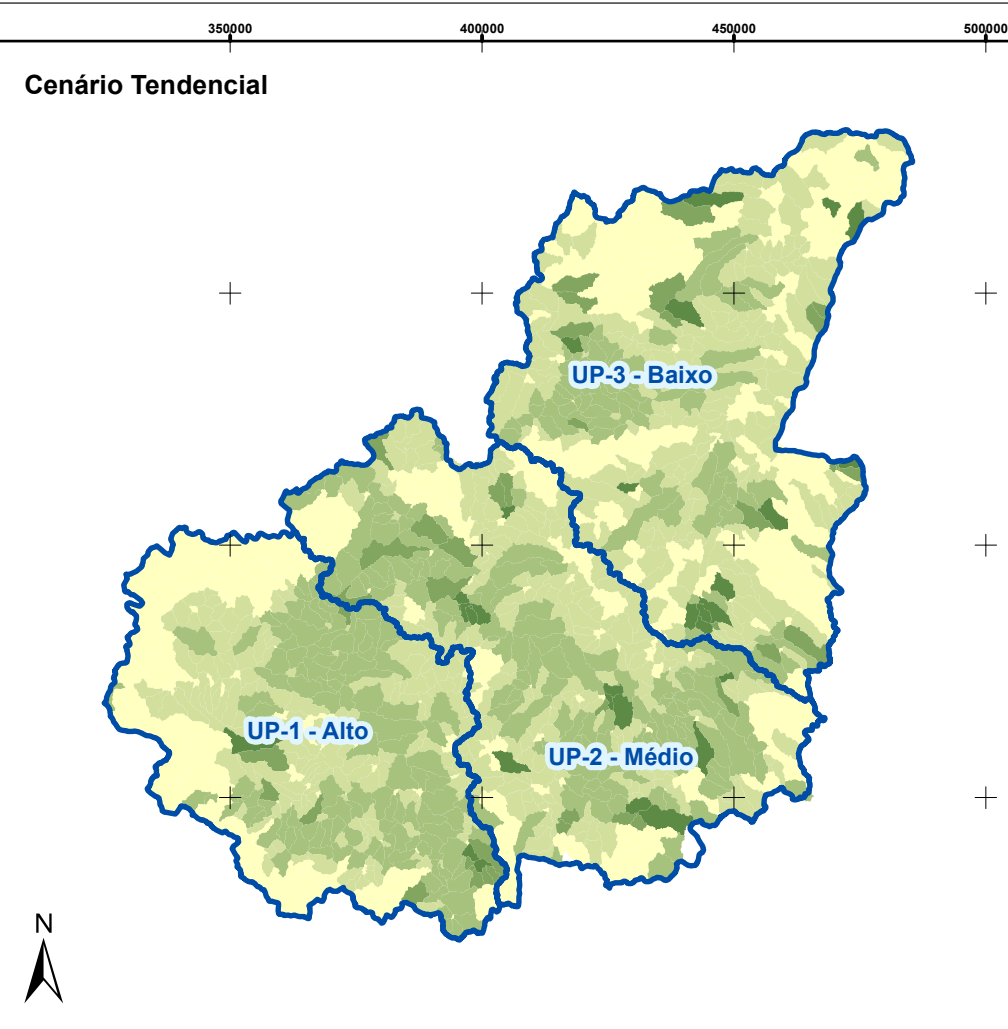 350000 400000 450000 500000
Cenário Tendencial
UP-3 - Baixo
UP-1 - Alto
UP-2 - Médio
N